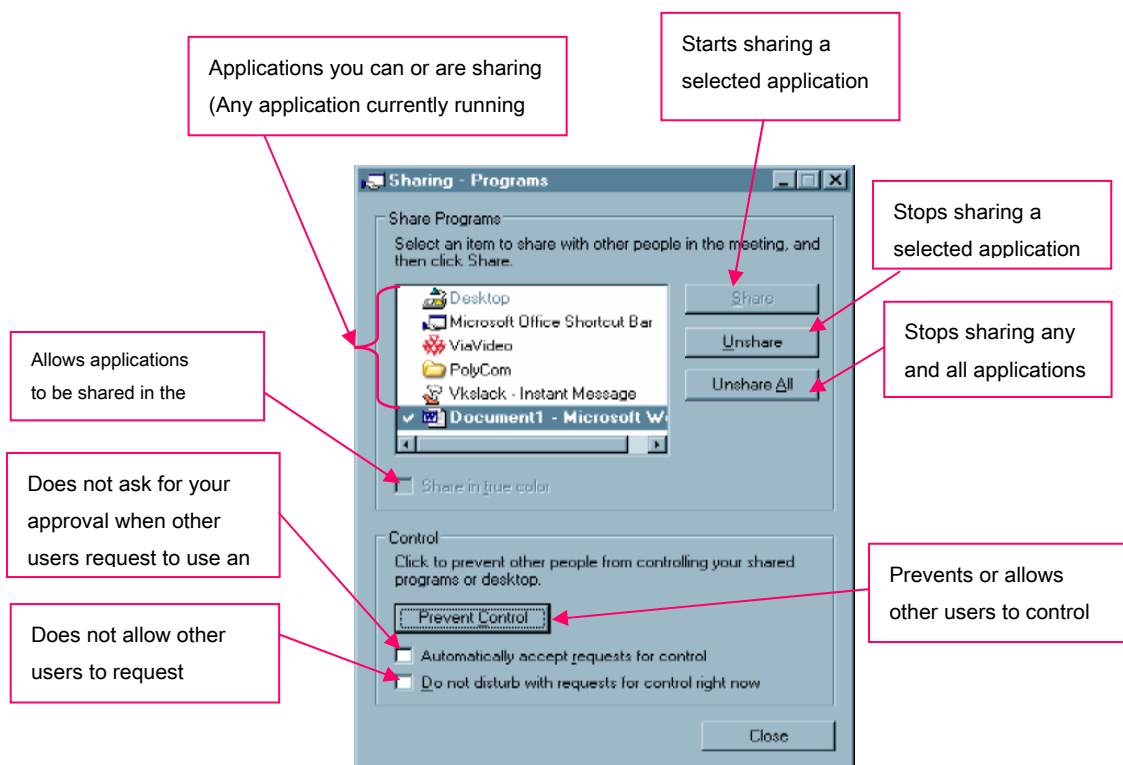 Starts sharing a
selected application
Applications you can or are sharing
(Any application currently running
Sharing - Programs
Stops sharing a
selected application
Share Programs
Select an item to share with other people in the meeting, and
then click Share.
Desktop
Microsoft Office Shortcut Bar
ViaVideo
PolyCom
Vkslack - Instant Message
Document1 - Microsoft
Share
Unshare
Unshare All
Stops sharing any
and all applications
Allows applications
to be shared in the
Share in true color
Does not ask for your
approval when other
users request to use an
Control
Click to prevent other people from controlling your shared
programs or desktop.
Prevent Control
Prevents or allows
other users to control
Does not allow other
users to request
Automatically accept requests for control
Do not disturb with requests for control right now
Close